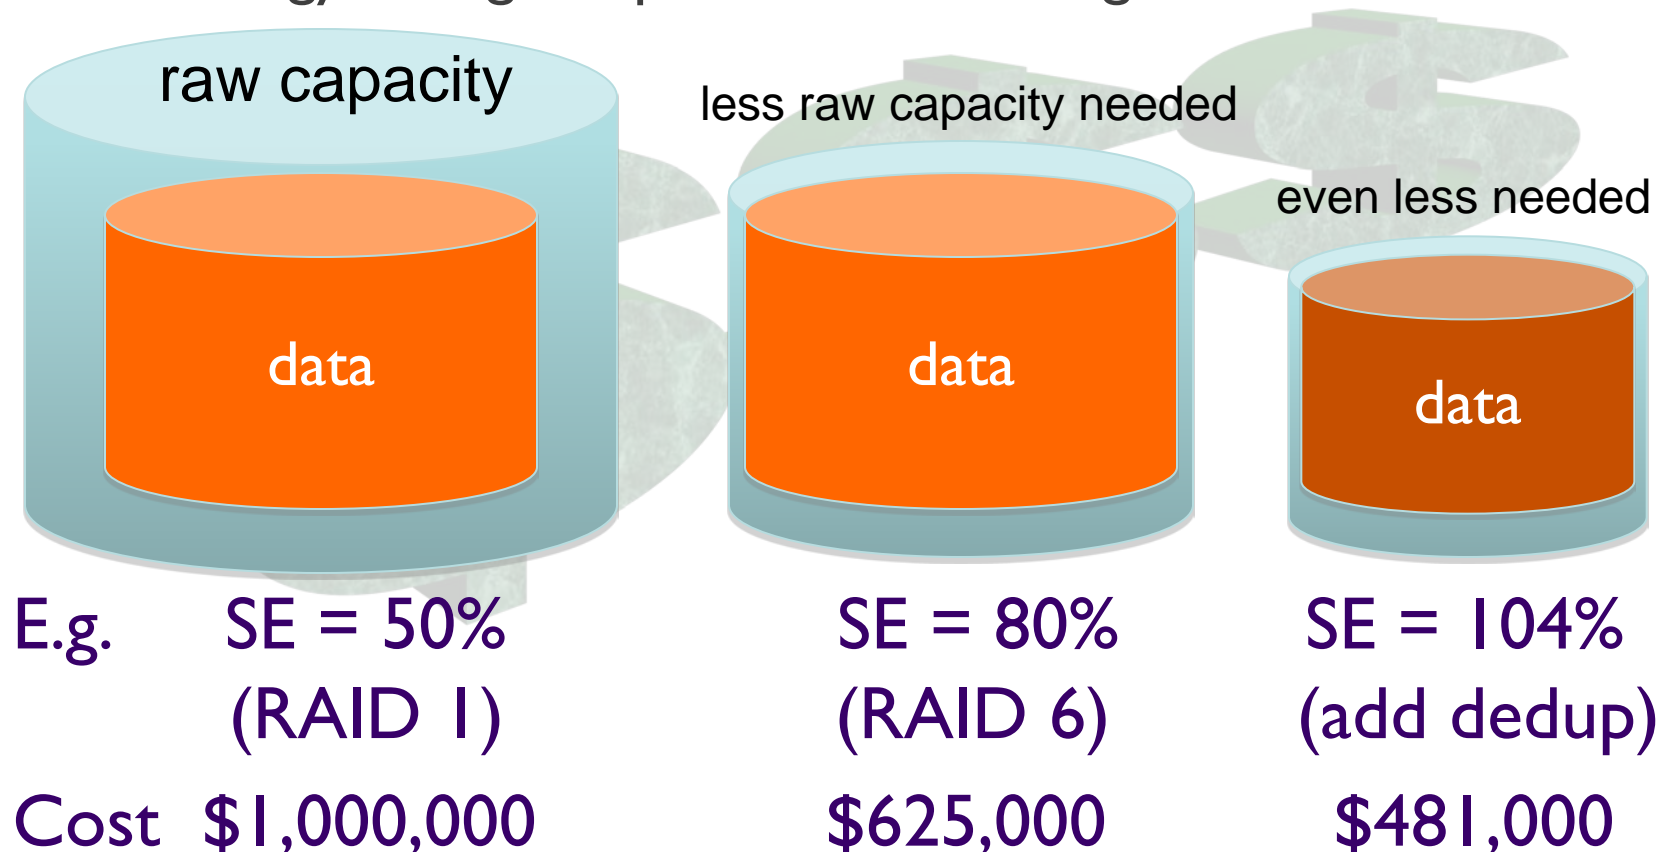 raw capacity
less raw capacity needed
even less needed
data
data
data
E.g. SE = 50% SE = 80% SE = 104%
(RAID 1) (RAID 6) (add dedup)
Cost $1,000,000 $625,000 $481,000